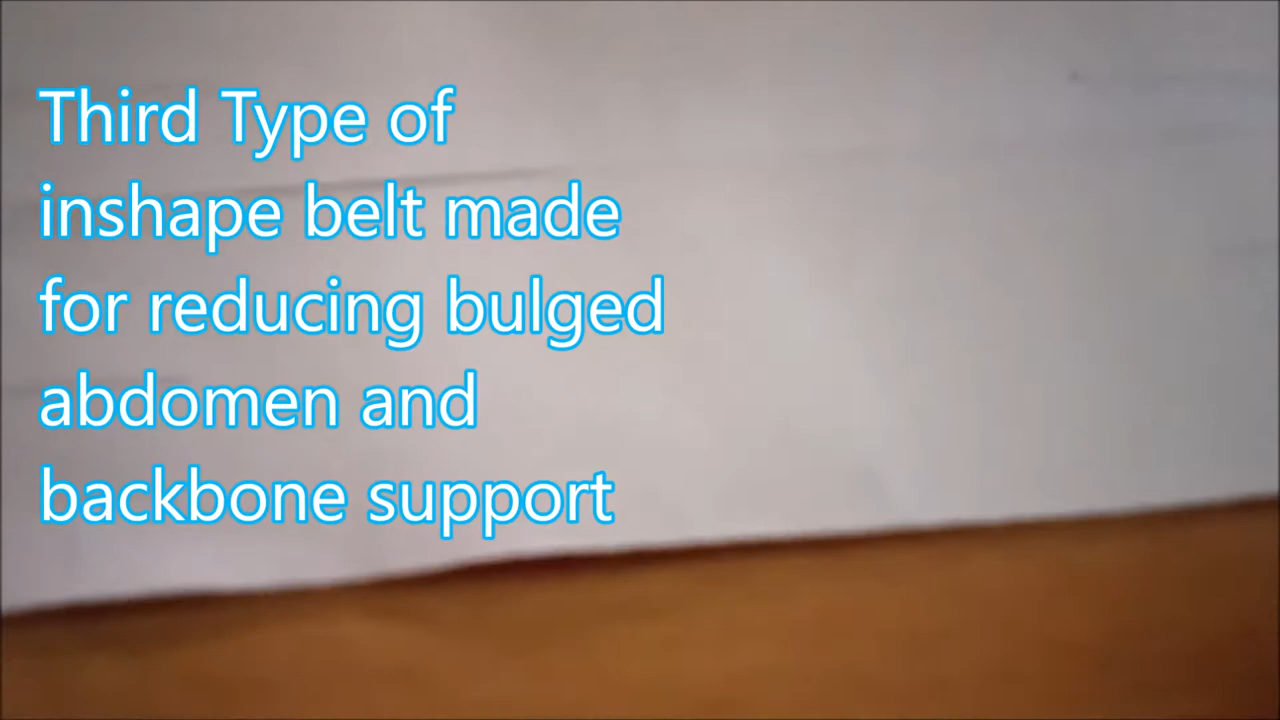 Third Type of
inshape belt made
for reducing bulged
abdomen and
backbone support